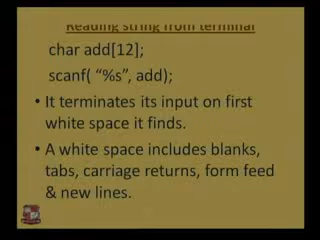 Reading string from terminal
char add[12];
scanf( “%s”, add);
• It terminates its input on first
white space it finds.
• A white space includes blanks,
tabs, carriage returns, form feed
& new lines.